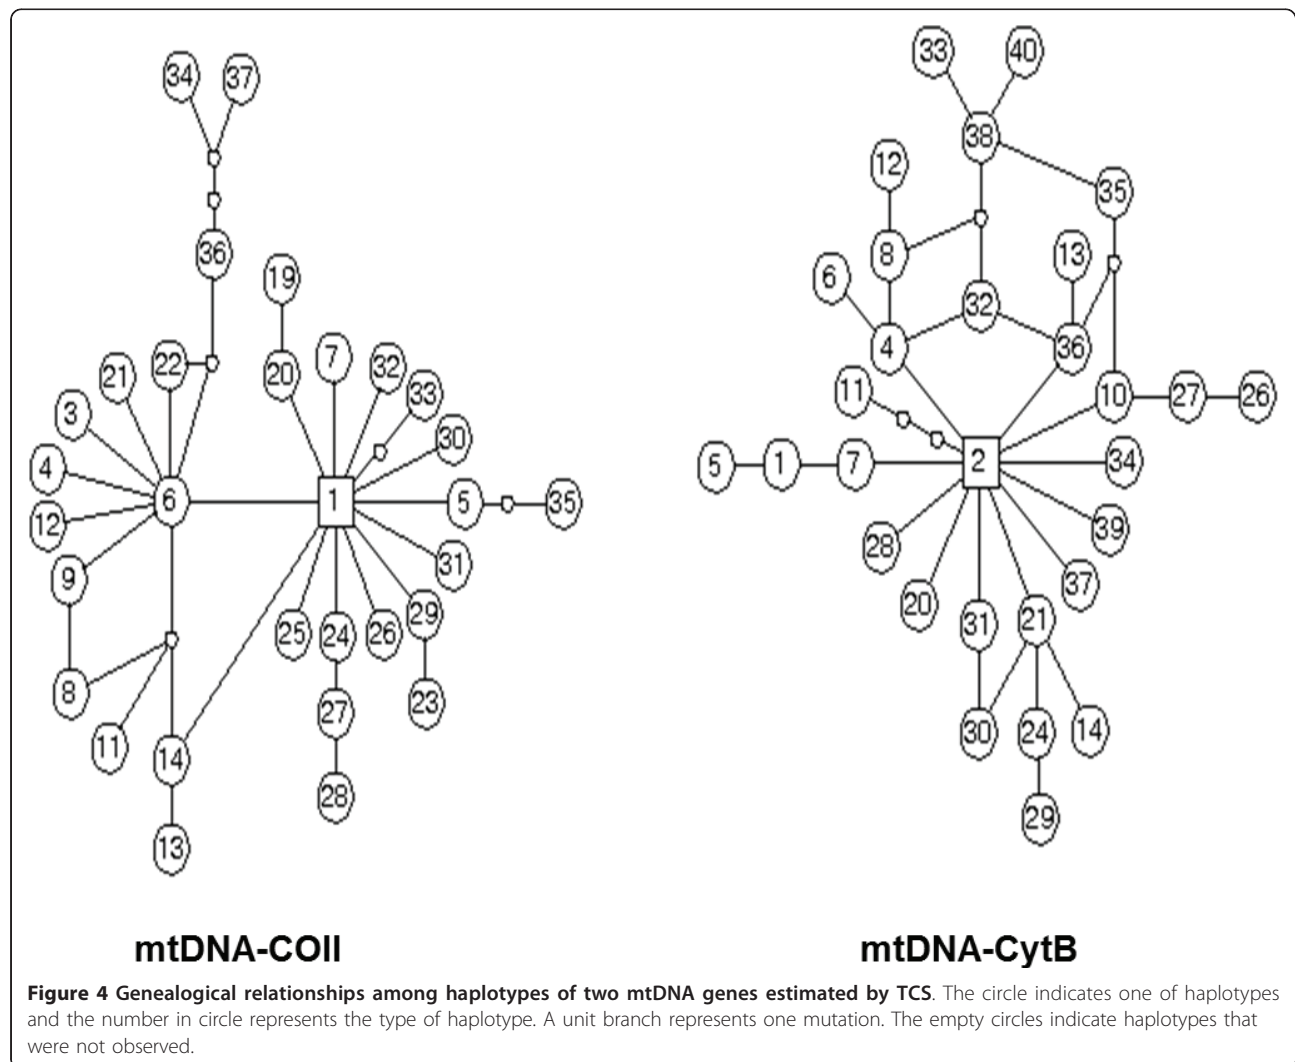 34 37
36
19
22 20 7 32
21 33
3 30
4
6 1 5 35
12
9 31
29
25 24 26
8 23
11 27
14
28
13
mtDNA-COII
33 40
38
12 35
8 13
6
32
4 36
11 10 27 26
5 1 7 2 34
28 39
20 37
31 21
30 24 14
29
mtDNA-CytB
Figure 4 Genealogical relationships among haplotypes of two mtDNA genes estimated by TCS. The circle indicates one of haplotypes
and the number in circle represents the type of haplotype. A unit branch represents one mutation. The empty circles indicate haplotypes that
were not observed.